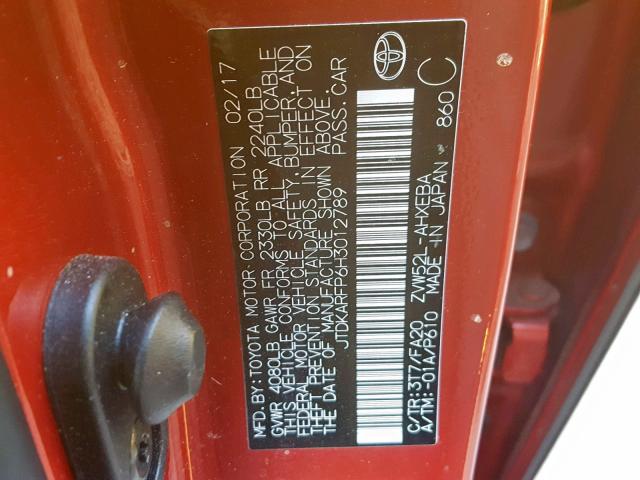 MFD.BY:TOYOTA MOTOR CORPORATION 02/17
GVWR 4080LB GAWR FR 2330LB RR 2240LB
THIS VEHICLE CONFORMS TO ALL APPLICABLE
FEDERAL MOTOR VEHICLE SAFETY, BUMPER, AND
THEFT PREVENTION STANDARDS IN EFFECT ON
THE DATE OF MANUFACTURE SHOWN ABOVE.
JTDKARFP6H3012789 PASS.CAR
C/TR:3T7/FA20 ZVW52L-AHXEBA
A/TM:-01A/P610 MADE IN JAPAN 860 C